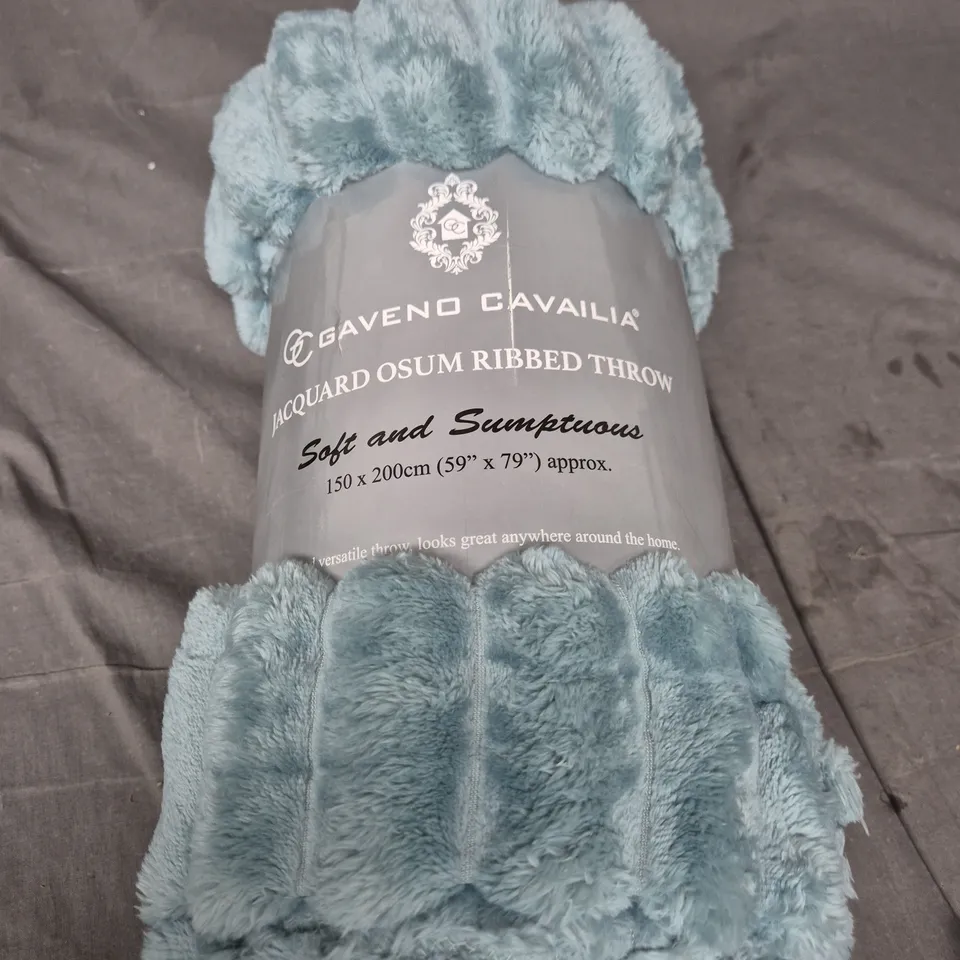 GC GAVENO CAVAILIA®
JACQUARD OSUM RIBBED THROW
Soft and Sumptuous
150 x 200cm (59” x 79”) approx.
versatile throw, looks great anywhere around the home.